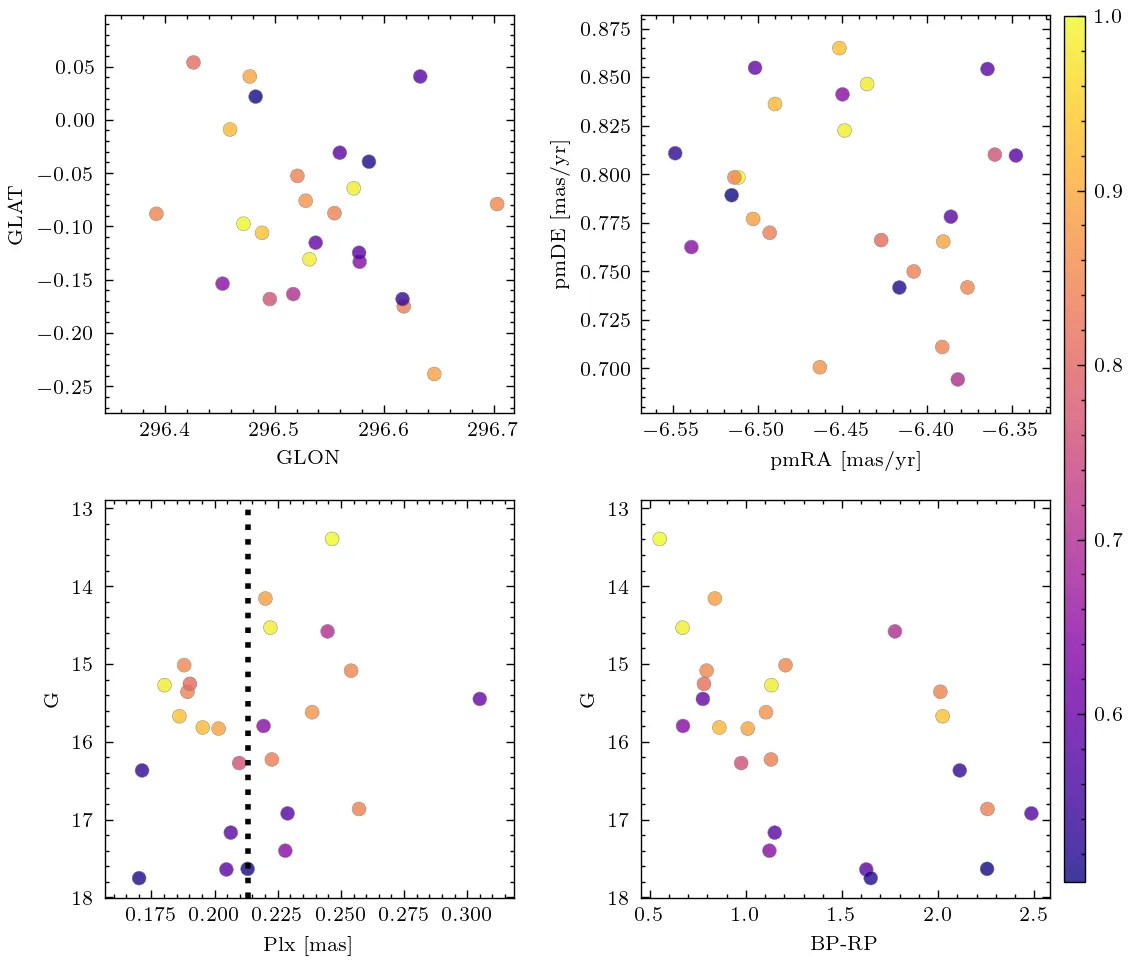 0.05
0.00
−0.05
−0.10
−0.15
−0.20
−0.25
GLAT
296.4 296.5 296.6 296.7
GLON
0.875
0.850
0.825
0.800
0.775
0.750
0.725
0.700
pmDE [mas/yr]
−6.55 −6.50 −6.45 −6.40 −6.35
pmRA [mas/yr]
1.0
0.9
0.8
0.7
0.6
13
14
15
16
17
18
G
0.175 0.200 0.225 0.250 0.275 0.300
Plx [mas]
13
14
15
16
17
18
G
0.5 1.0 1.5 2.0 2.5
BP-RP